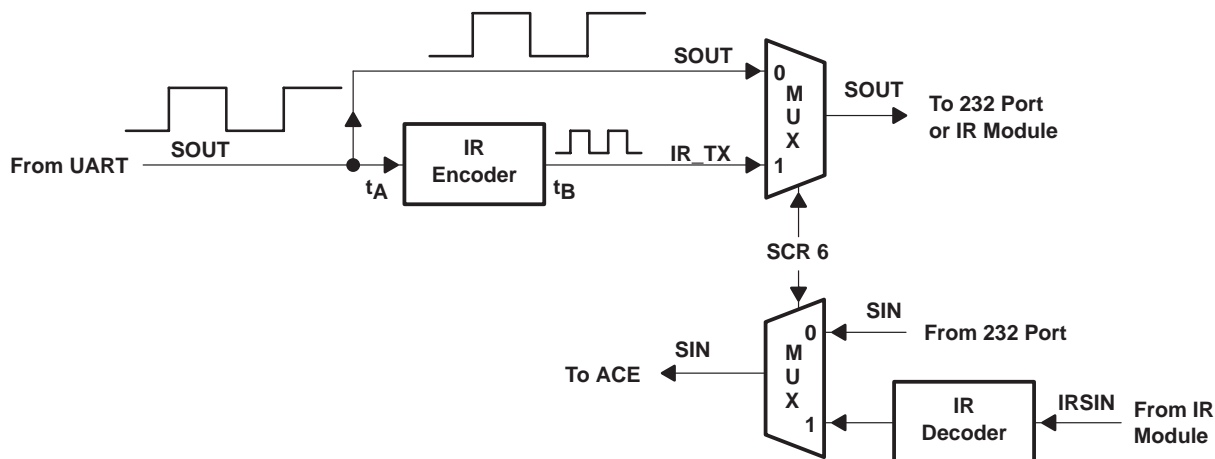 SOUT
0
SOUT
To 232 Port
or IR Module
M
U
X
From UART
SOUT
IR
Encoder
IR_TX
1
tA
tB
SCR 6
SIN
From 232 Port
0
SIN
To ACE
M
U
X
1
IR
Decoder
IRSIN
From IR
Module